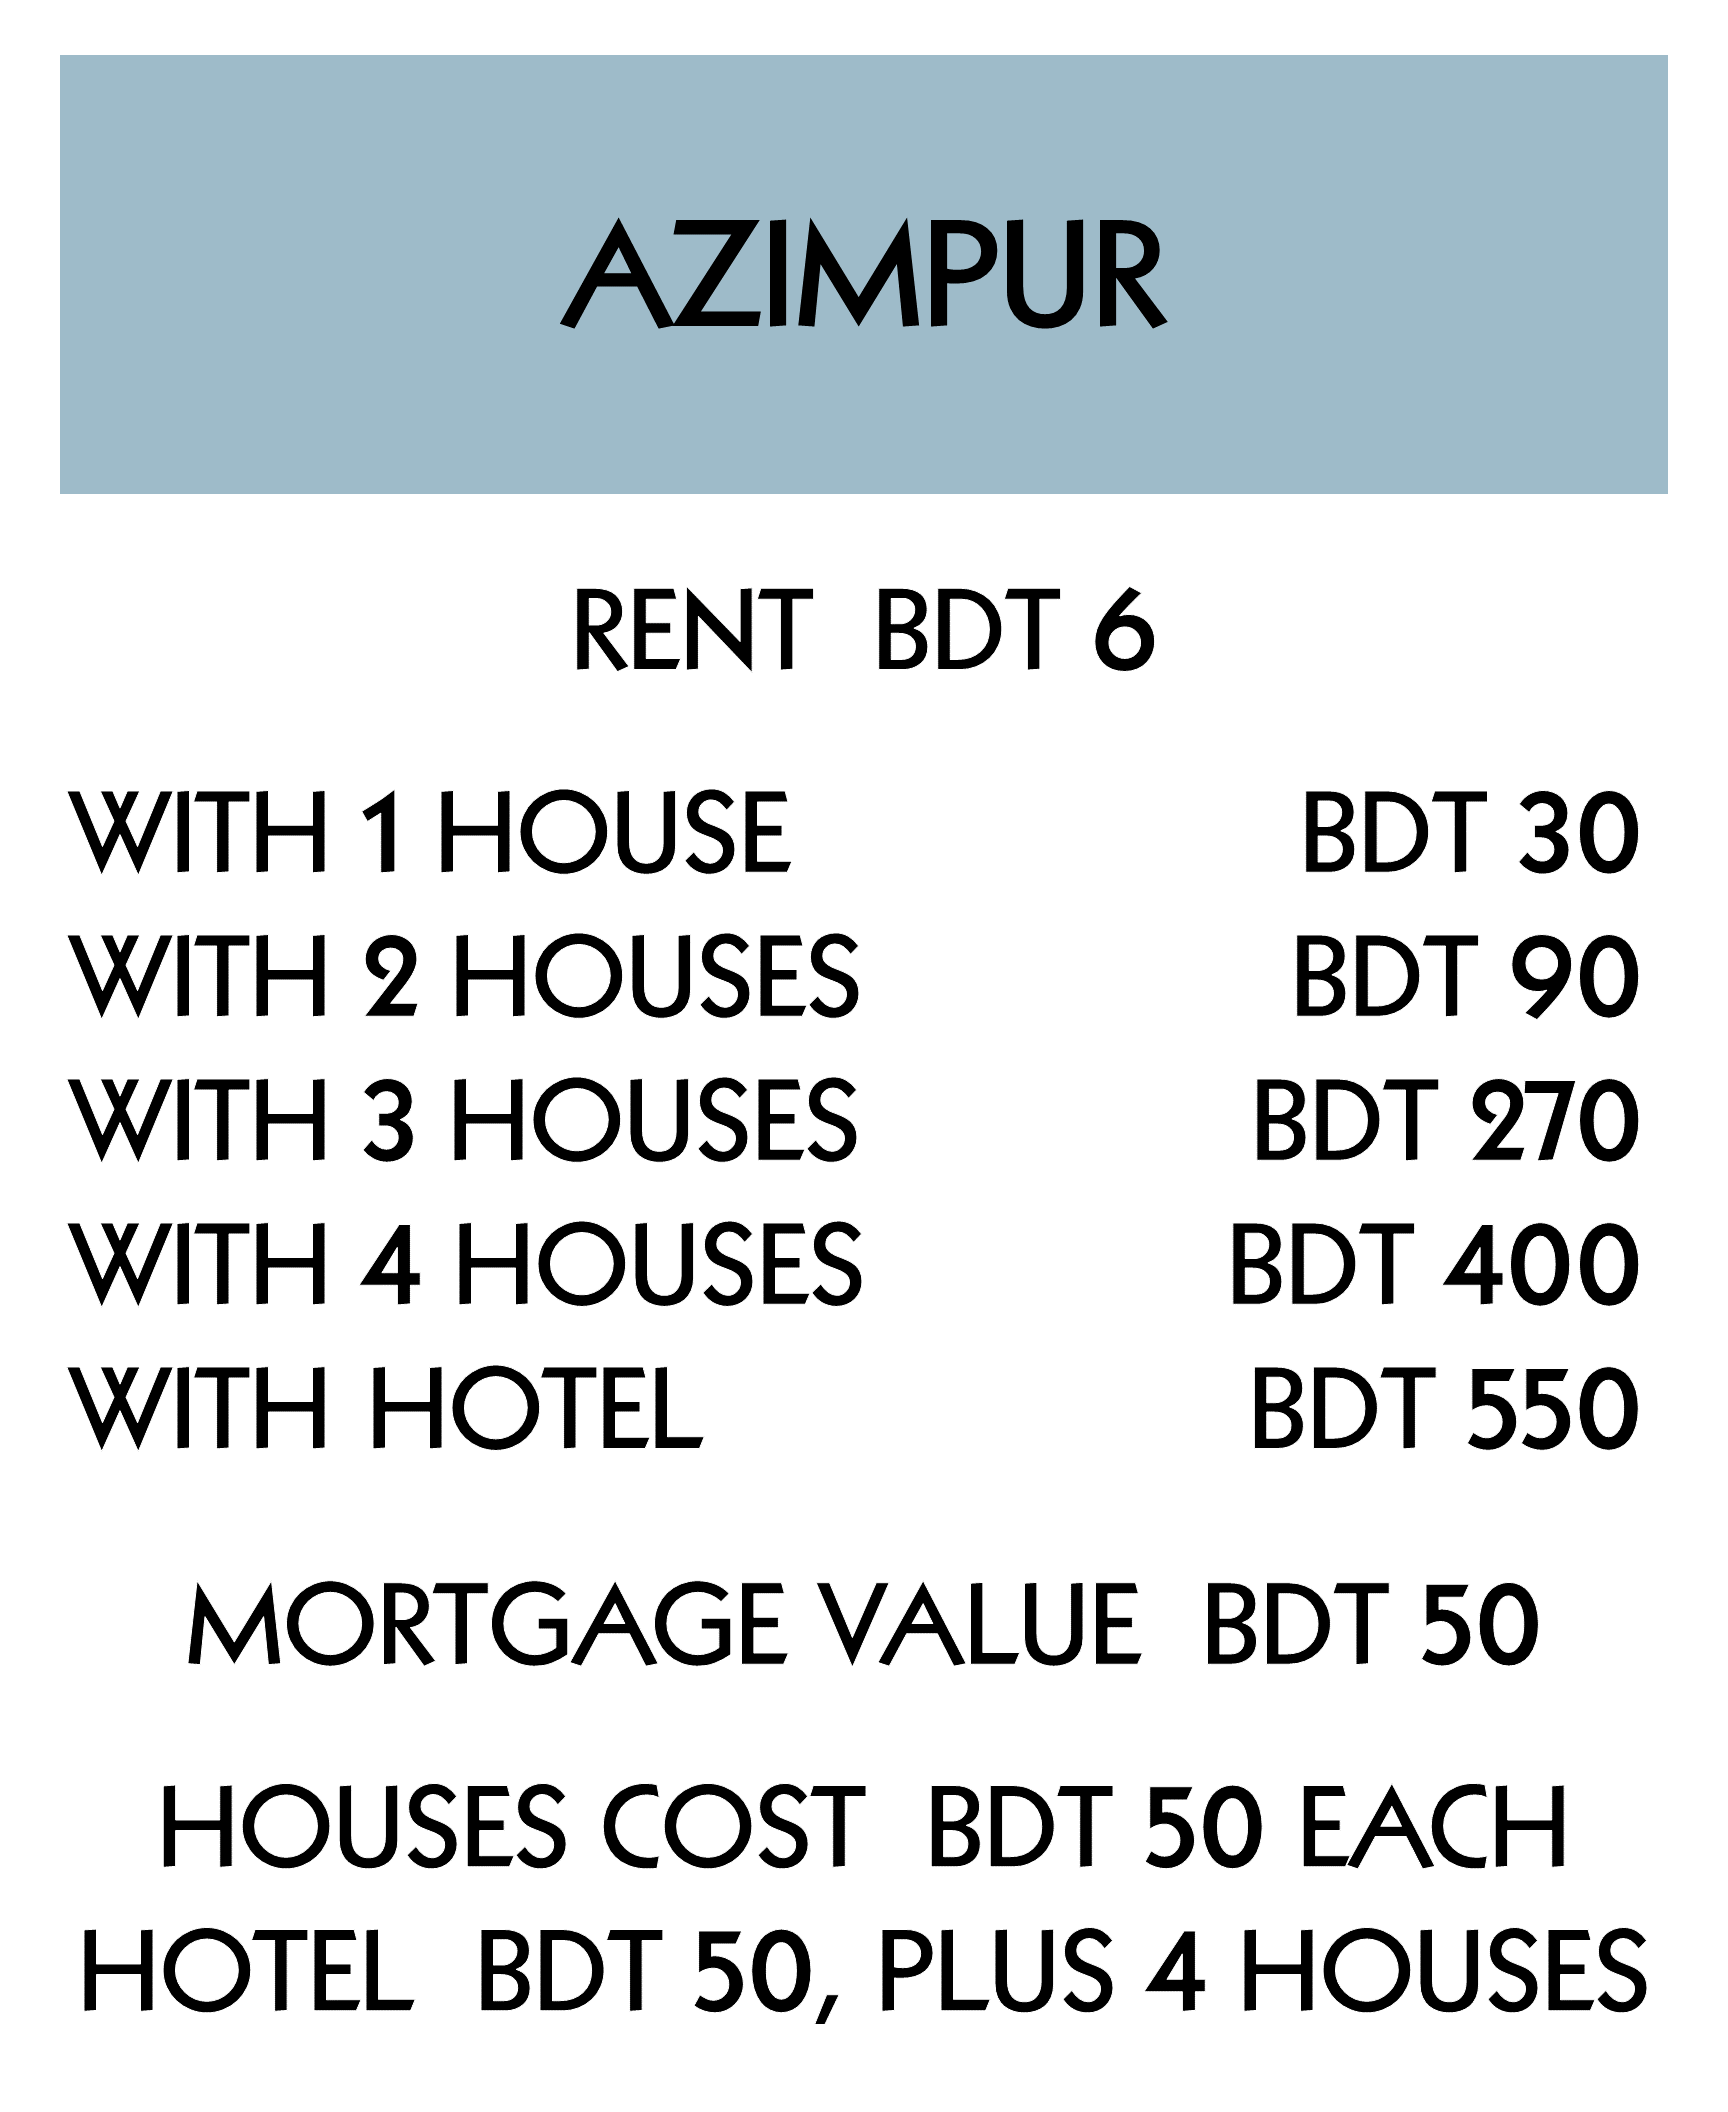 AZIMPUR
RENT BDT 6
WITH 1 HOUSE BDT 30
WITH 2 HOUSES BDT 90
WITH 3 HOUSES BDT 270
WITH 4 HOUSES BDT 400
WITH HOTEL BDT 550
MORTGAGE VALUE BDT 50
HOUSES COST BDT 50 EACH
HOTEL BDT 50, PLUS 4 HOUSES